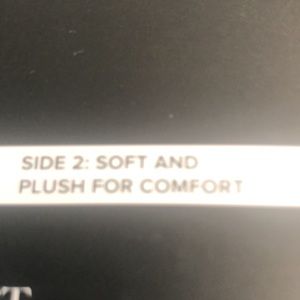 SIDE 2: SOFT AND
PLUSH FOR COMFORT